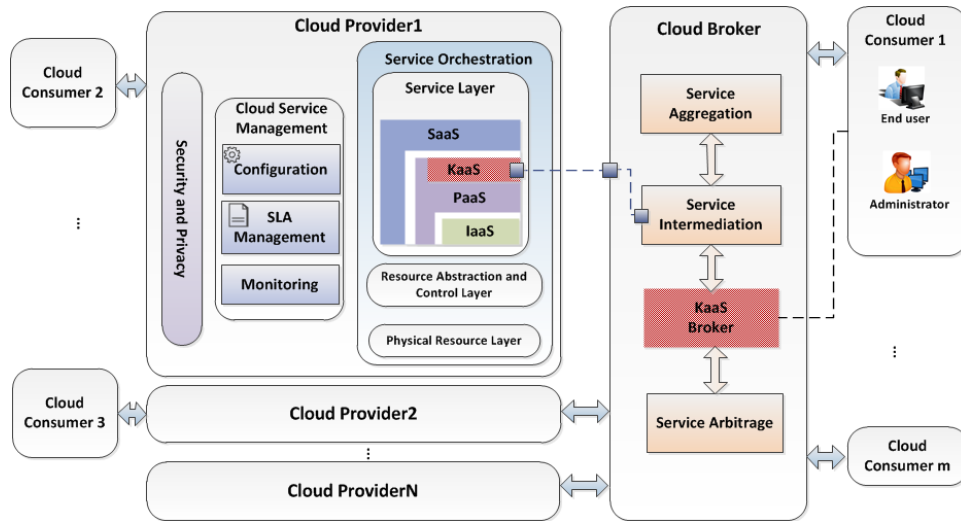 Cloud
Consumer 2
...
Cloud
Consumer 3
Cloud Provider1
Security and Privacy
Cloud Service
Management
Configuration
SLA
Management
Monitoring
Service Orchestration
Service Layer
SaaS
KaaS
PaaS
IaaS
Resource Abstraction and
Control Layer
Physical Resource Layer
Cloud Provider2
...
Cloud ProviderN
Cloud Broker
Service
Aggregation
Service
Intermediation
KaaS
Broker
Service Arbitrage
Cloud
Consumer 1
End user
Administrator
...
Cloud
Consumer m